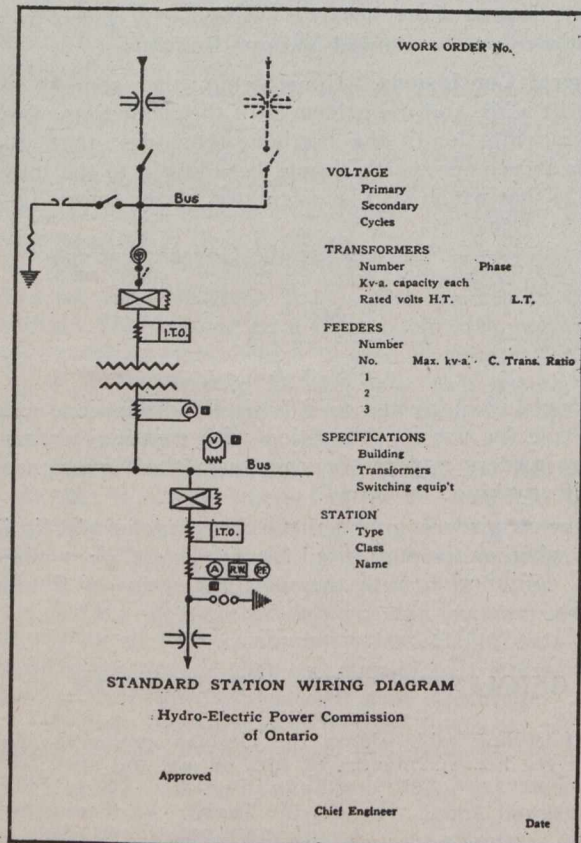 WORK ORDER No.
Bus
VOLTAGE
Primary
Secondary
Cycles
TRANSFORMERS
Number Phase
Kv-a. capacity each
Rated volts H.T. L.T.
I.T.O.
FEEDERS
Number
No. Max. kv-a. C. Trans. Ratio
1
2
3
A
V
SPECIFICATIONS
Building
Transformers
Switching equip't
Bus
I.T.O.
STATION
Type
Class
Name
A R.W. P.F.
STANDARD STATION WIRING DIAGRAM
Hydro-Electric Power Commission
of Ontario
Approved
Chief Engineer
Date